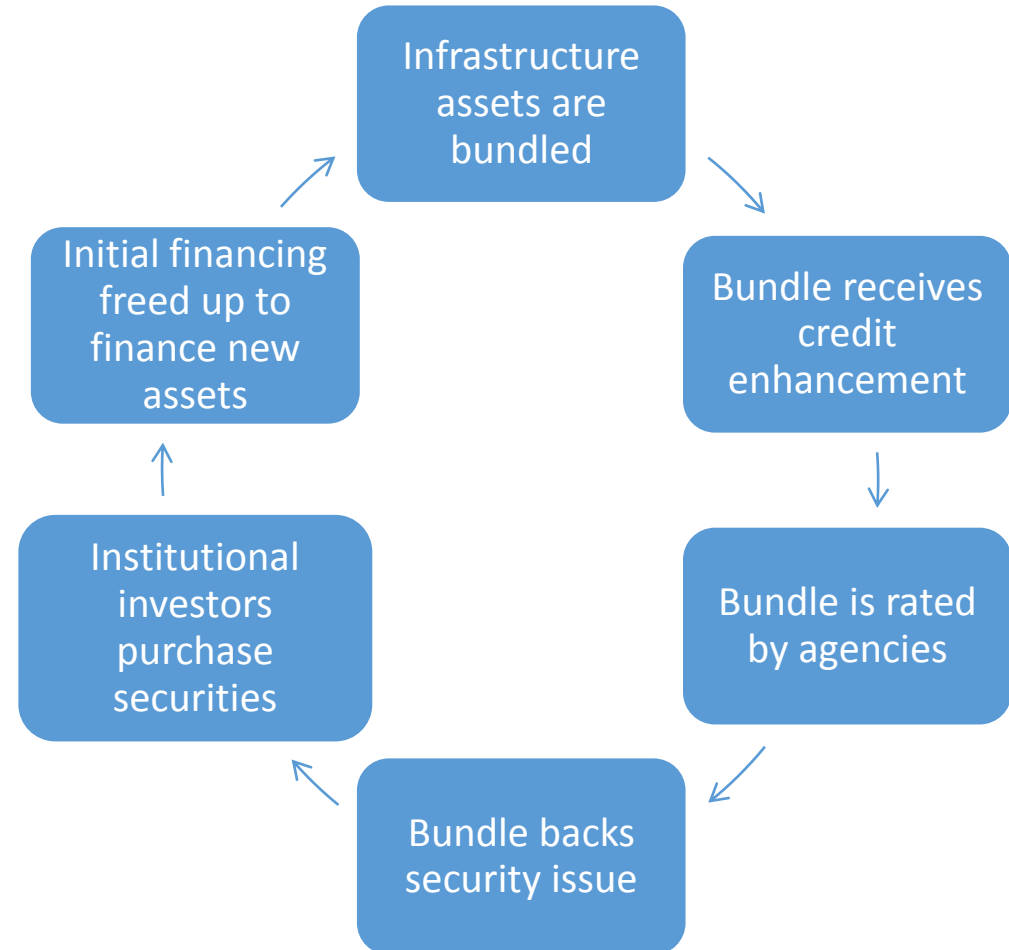 Infrastructure
assets are
bundled
Bundle receives
credit
enhancement
Bundle is rated
by agencies
Bundle backs
security issue
Institutional
investors
purchase
securities
Initial financing
freed up to
finance new
assets